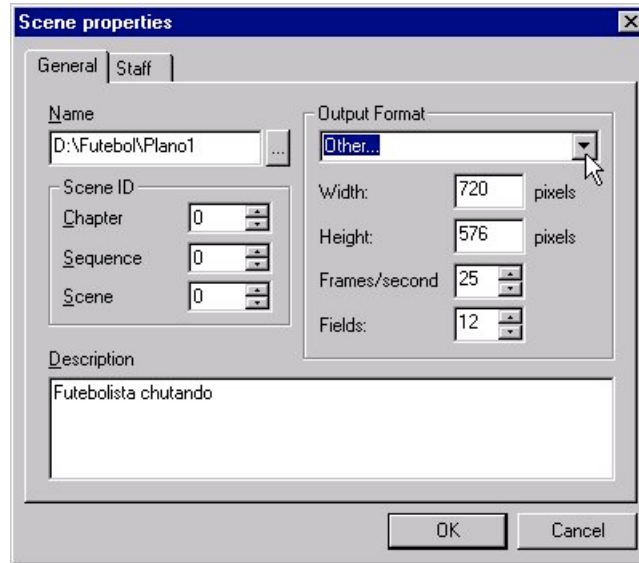 Scene properties
General Staff
Name
D:\Futebol\Plano1 ...
Scene ID
Chapter 0
Sequence 0
Scene 0
Output Format
Other...
Width: 720 pixels
Height: 576 pixels
Frames/second 25
Fields: 12
Description
Futebolista chutando
OK Cancel